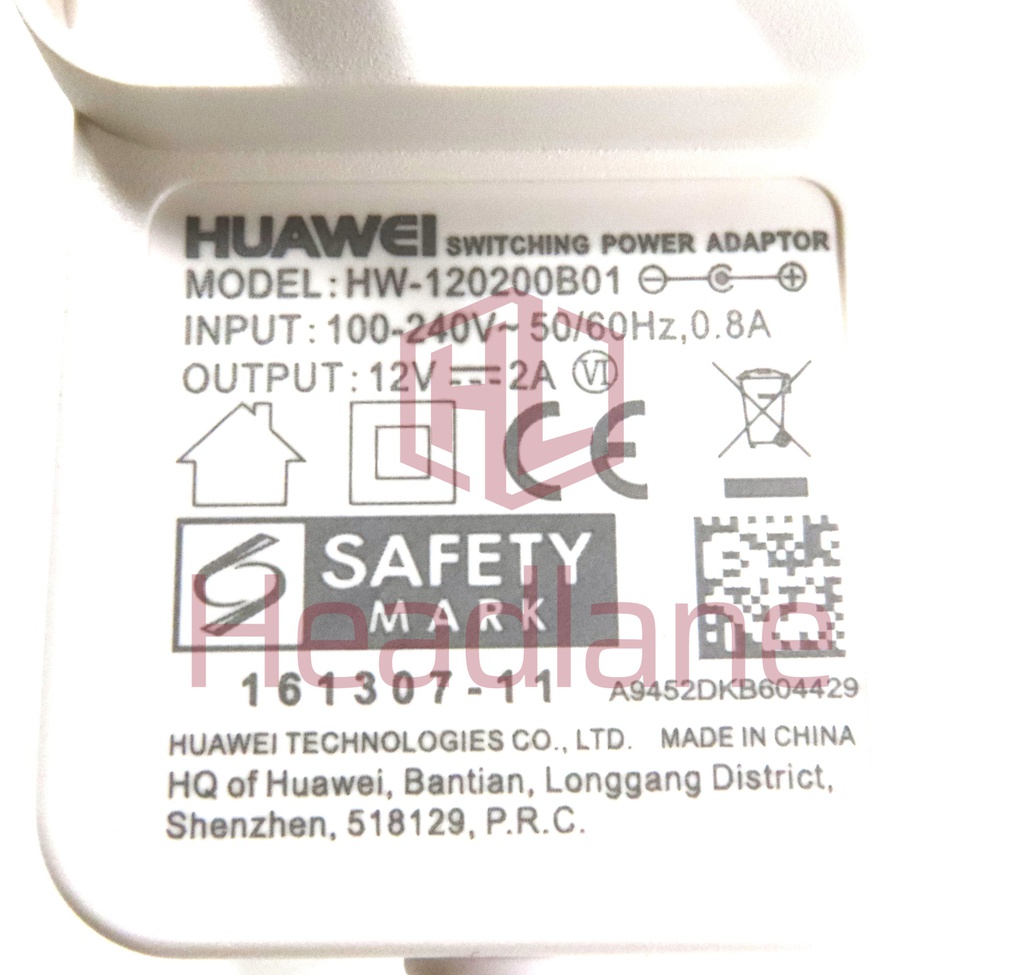 HUAWEI SWITCHING POWER ADAPTOR
MODEL: HW-120200B01
INPUT: 100-240V~ 50/60Hz, 0.8A
OUTPUT: 12V ⎓ 2A VI
CE
SAFETY
MARK
Headlane
161307-11 A9452DKB604429
HUAWEI TECHNOLOGIES CO., LTD. MADE IN CHINA
HQ of Huawei, Bantian, Longgang District,
Shenzhen, 518129, P.R.C.